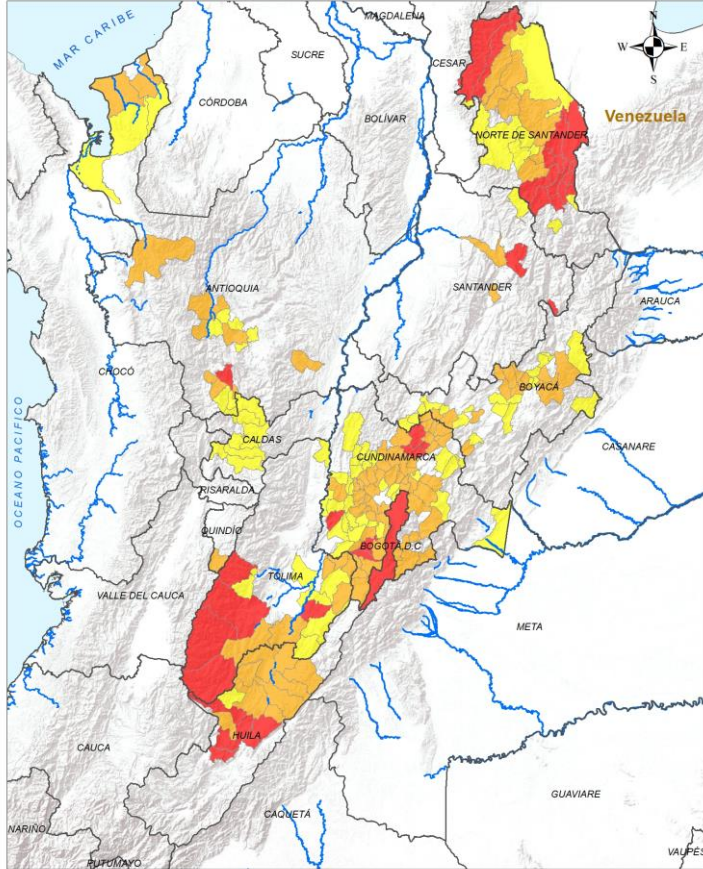 MAGDALENA
N
MAR CARIBE
SUCRE
CESAR
W
E
S
CÓRDOBA
BOLÍVAR
Venezuela
NORTE DE SANTANDER
ANTIOQUIA
SANTANDER
ARAUCA
CHOCÓ
BOYACÁ
OCEANO PACIFICO
CALDAS
CUNDINAMARCA
CASANARE
RISARALDA
QUINDÍO
BOGOTÁ, D.C
TOLIMA
VALLE DEL CAUCA
META
HUILA
CAUCA
GUAVIARE
CAQUETÁ
NARIÑO
PUTUMAYO
VAUPÉS